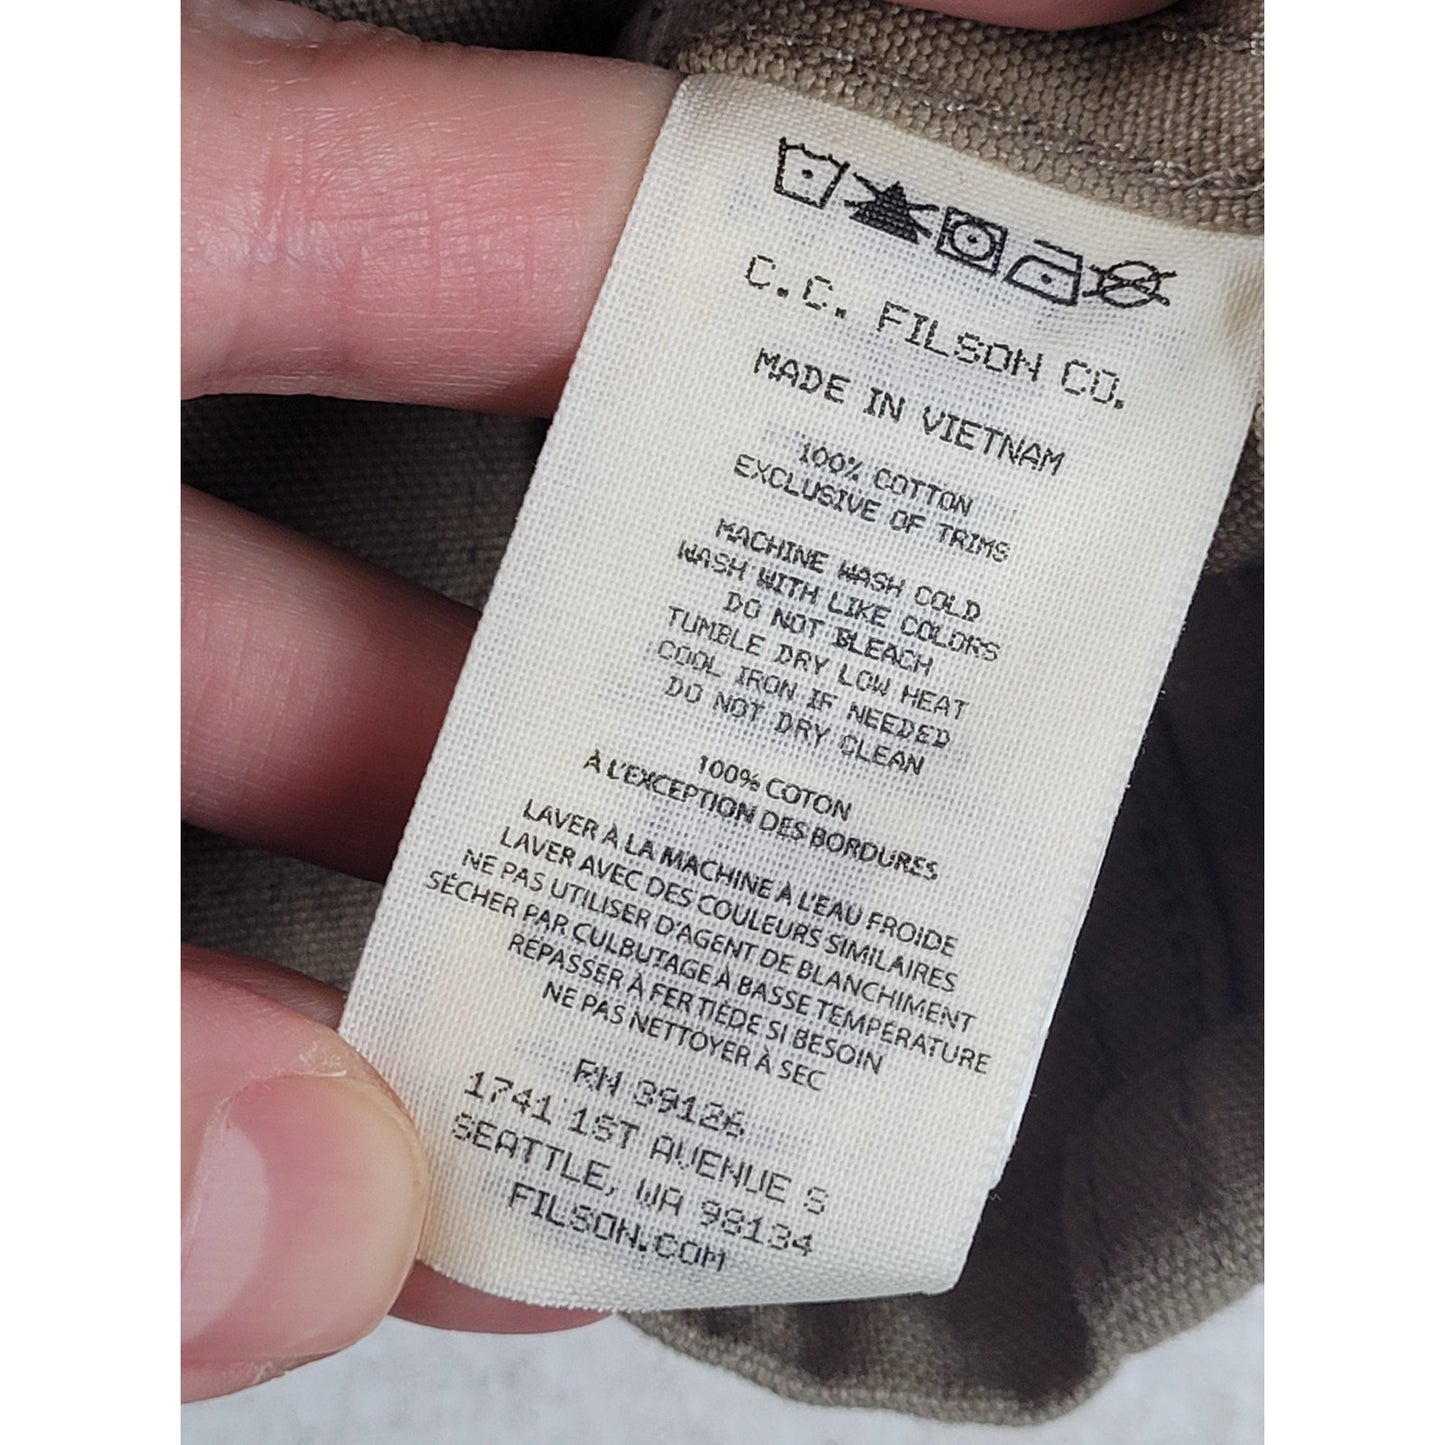 C.C. FILSON CO.
MADE IN VIETNAM
100% COTTON
EXCLUSIVE OF TRIMS
MACHINE WASH COLD
WASH WITH LIKE COLORS
DO NOT BLEACH
TUMBLE DRY LOW HEAT
COOL IRON IF NEEDED
DO NOT DRY CLEAN
100% COTON
À L'EXCEPTION DES BORDURES
LAVER À LA MACHINE À L'EAU FROIDE
LAVER AVEC DES COULEURS SIMILAIRES
NE PAS UTILISER D'AGENT DE BLANCHIMENT
SÉCHER PAR CULBUTAGE À BASSE TEMPÉRATURE
REPASSER À FER TIÈDE SI BESOIN
NE PAS NETTOYER À SEC
RN 39126
1741 1ST AVENUE S
SEATTLE, WA 98134
FILSON.COM